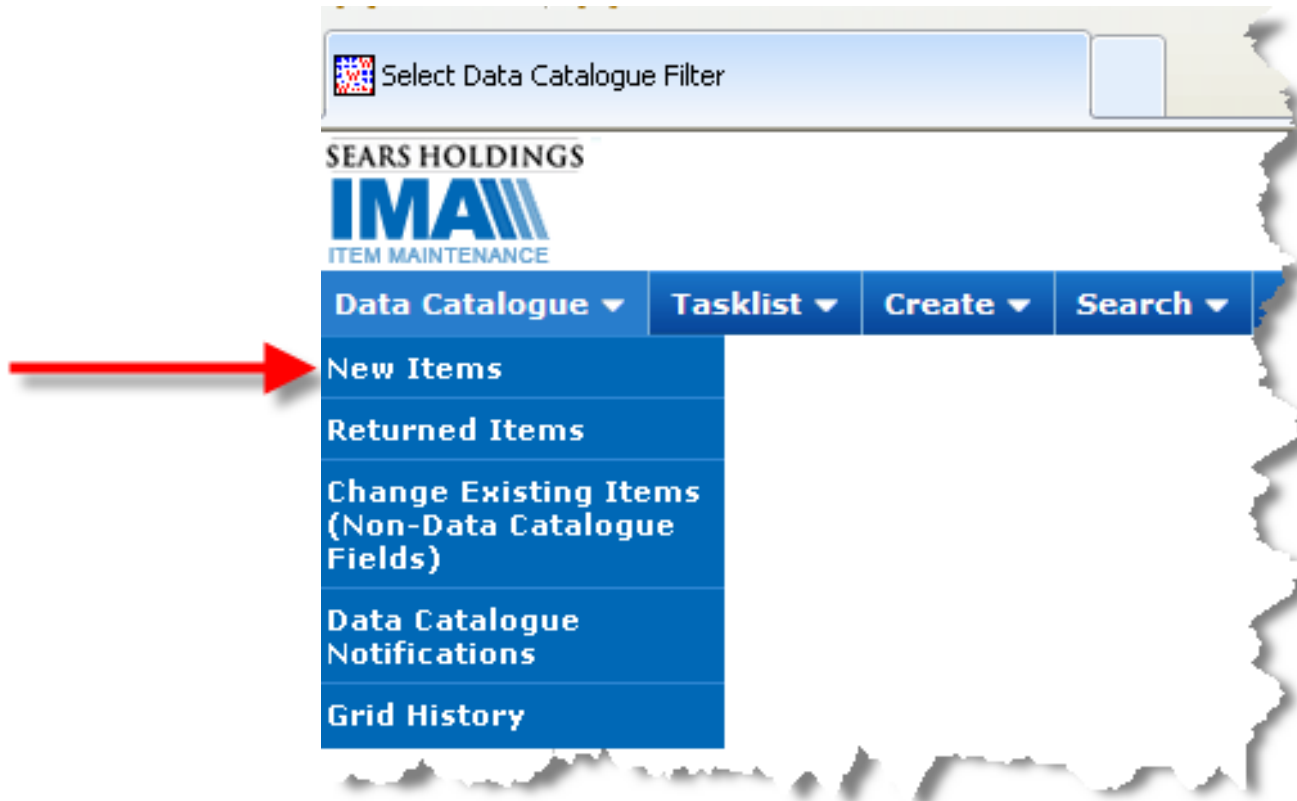 Select Data Catalogue Filter
SEARS HOLDINGS
IMA
ITEM MAINTENANCE
Data Catalogue Tasklist Create Search
New Items
Returned Items
Change Existing Items
(Non-Data Catalogue
Fields)
Data Catalogue
Notifications
Grid History